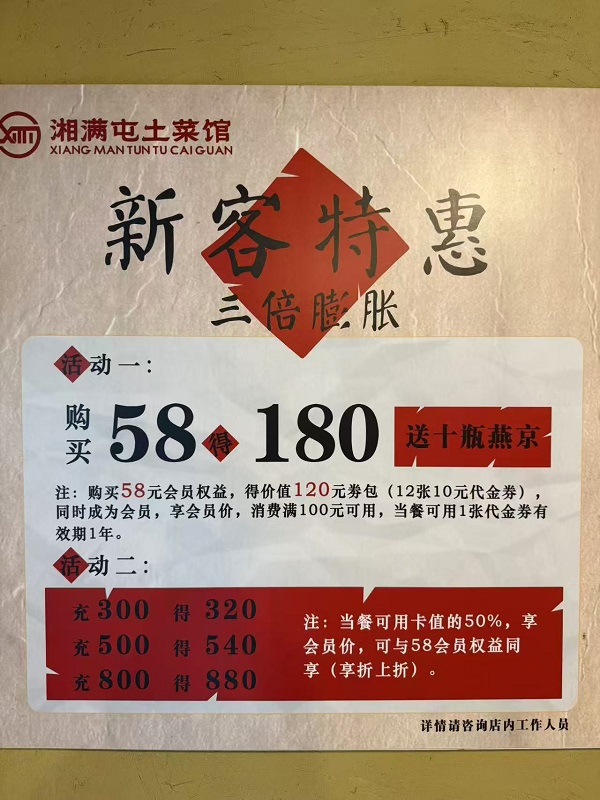 湘满屯土菜馆
XIANG MAN TUN TU CAI GUAN
新客特惠
三倍膨胀
活动一：
购买58得180 送十瓶燕京
注：购买58元会员权益，得价值120元券包（12张10元代金券），
同时成为会员，享会员价，消费满100元可用，当餐可用1张代金券有
效期1年。
活动二：
充300 得320
充500 得540
充800 得880
注：当餐可用卡值的50%，享
会员价，可与58会员权益同
享（享折上折）。
详情请咨询店内工作人员